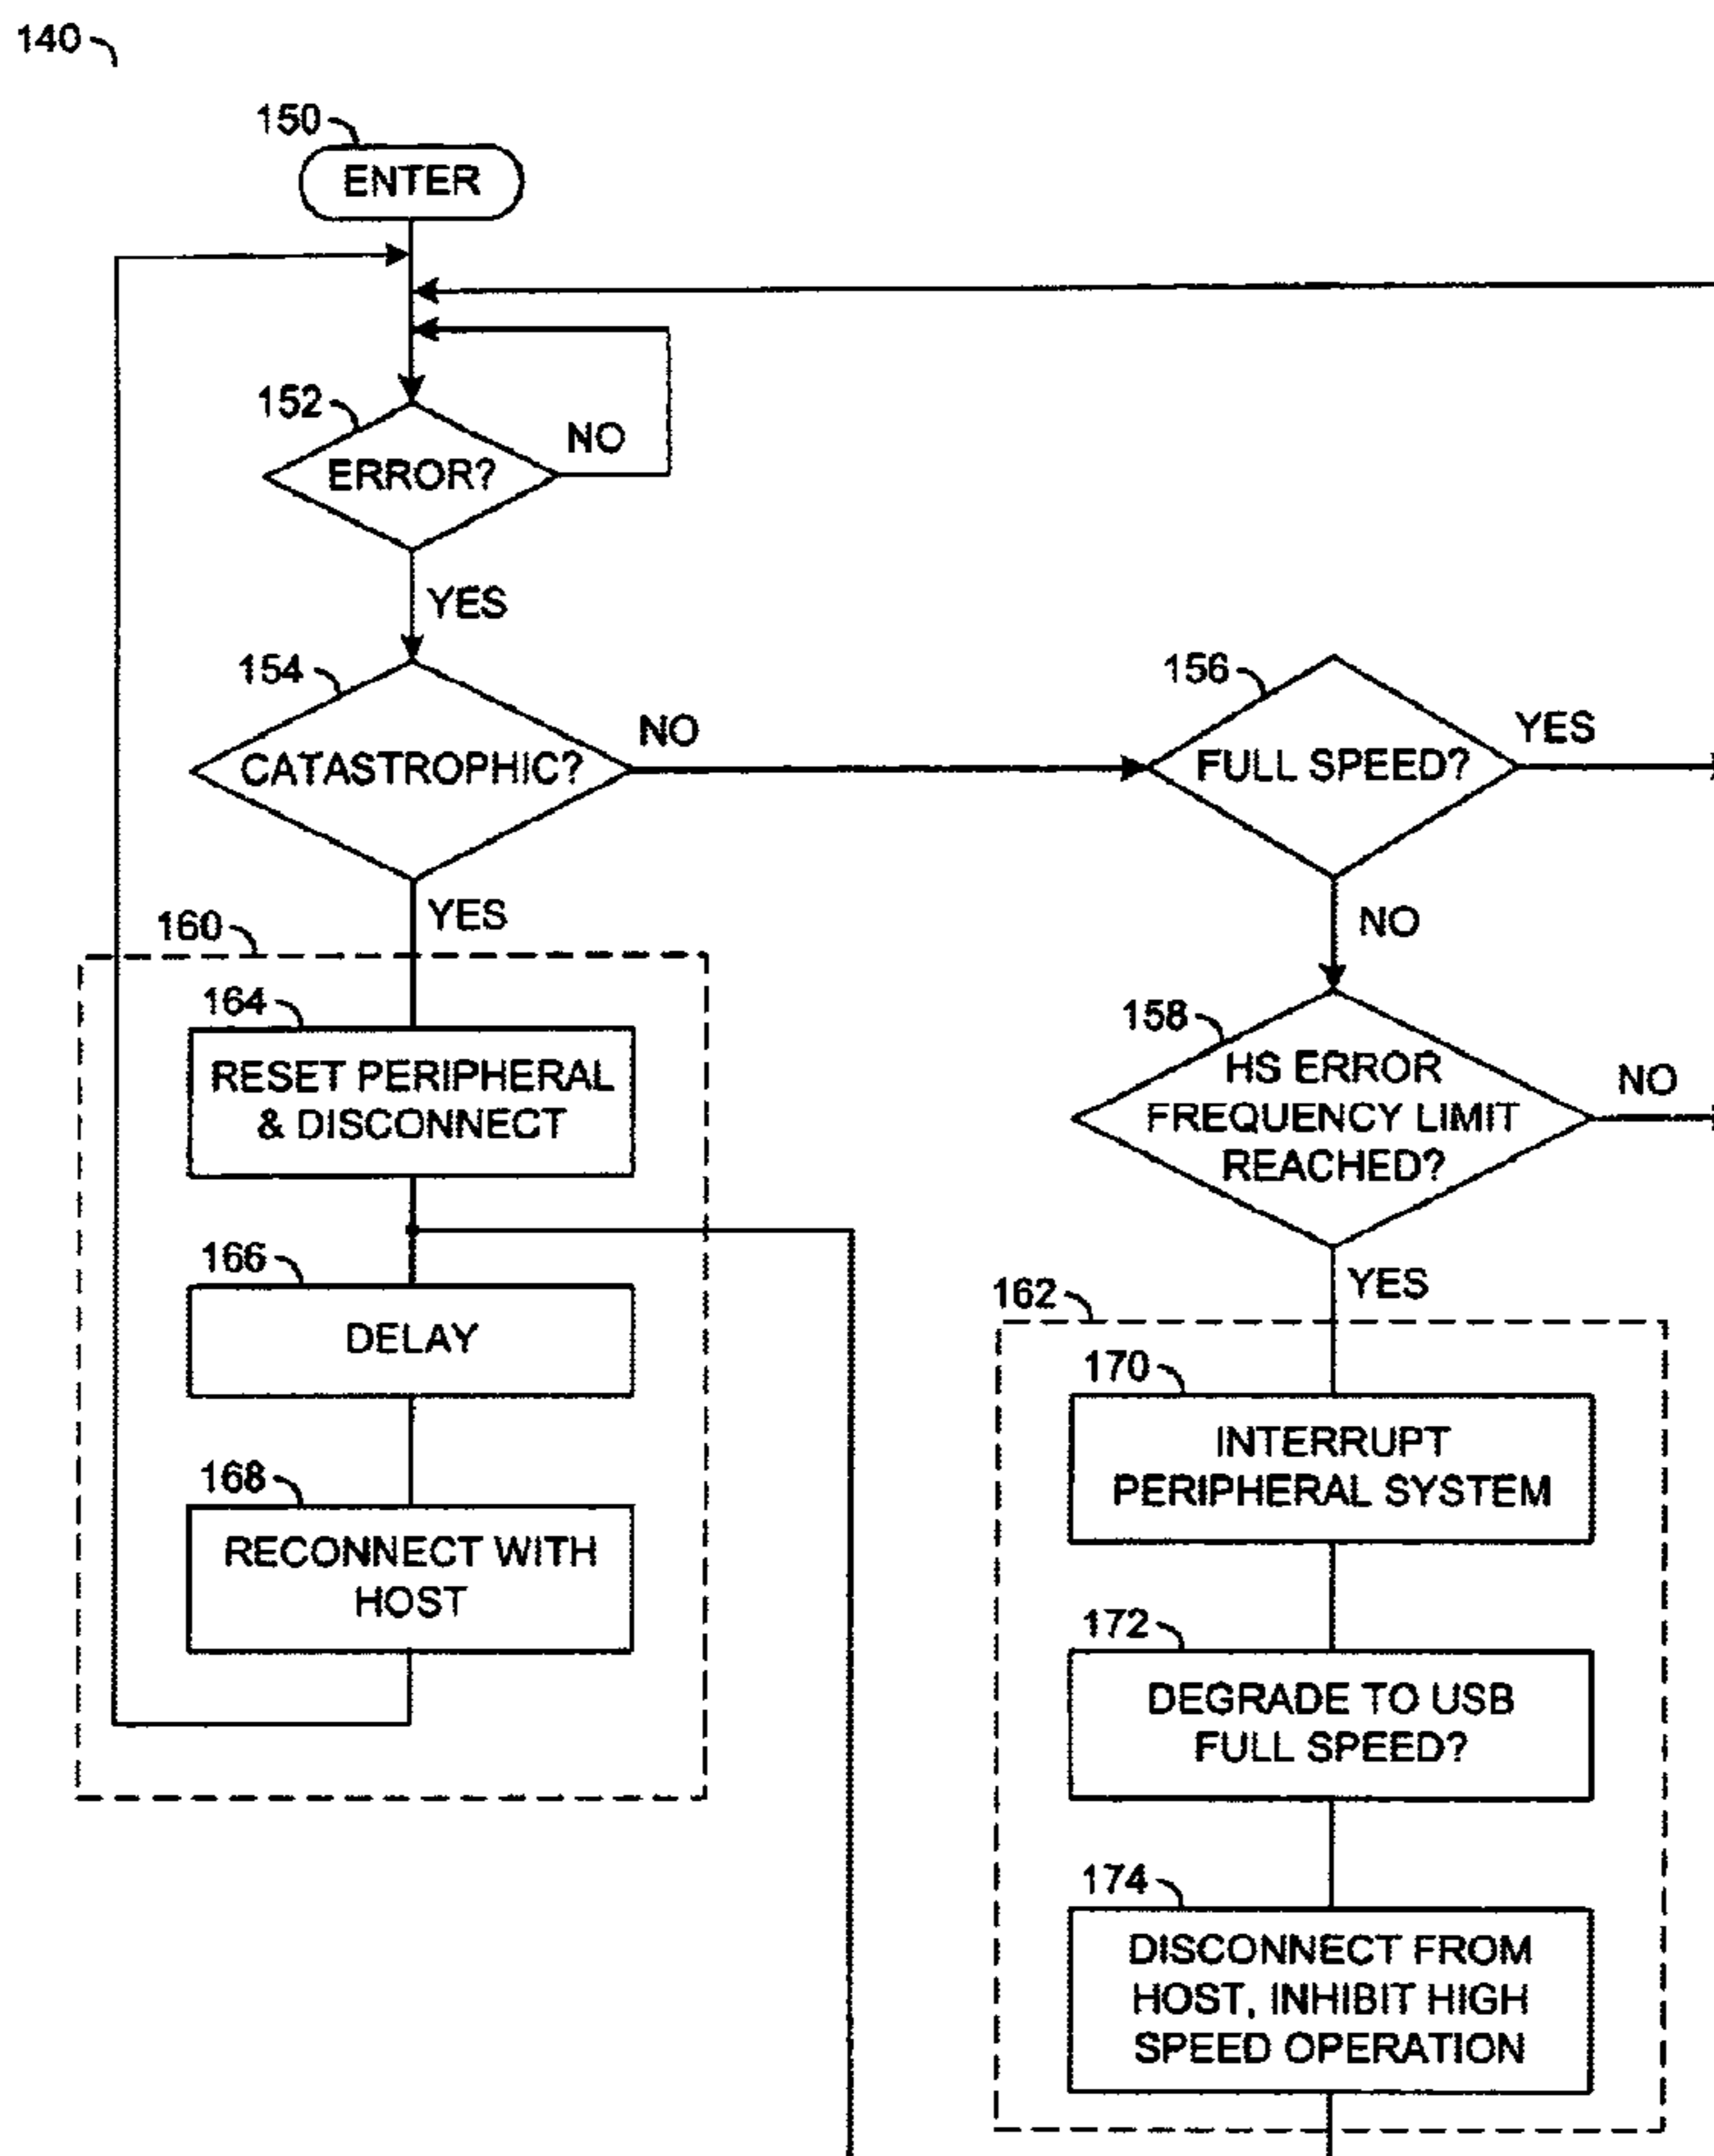 140
150
ENTER
152
ERROR?
NO
YES
154
CATASTROPHIC?
NO
156
FULL SPEED?
YES
YES
NO
160
164
RESET PERIPHERAL
& DISCONNECT
158
HS ERROR
FREQUENCY LIMIT
REACHED?
NO
166
DELAY
YES
162
168
RECONNECT WITH
HOST
170
INTERRUPT
PERIPHERAL SYSTEM
172
DEGRADE TO USB
FULL SPEED?
174
DISCONNECT FROM
HOST, INHIBIT HIGH
SPEED OPERATION